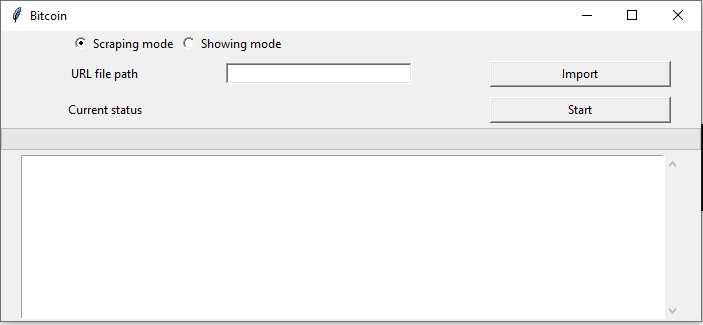 Bitcoin
Scraping mode Showing mode
URL file path Import
Current status Start